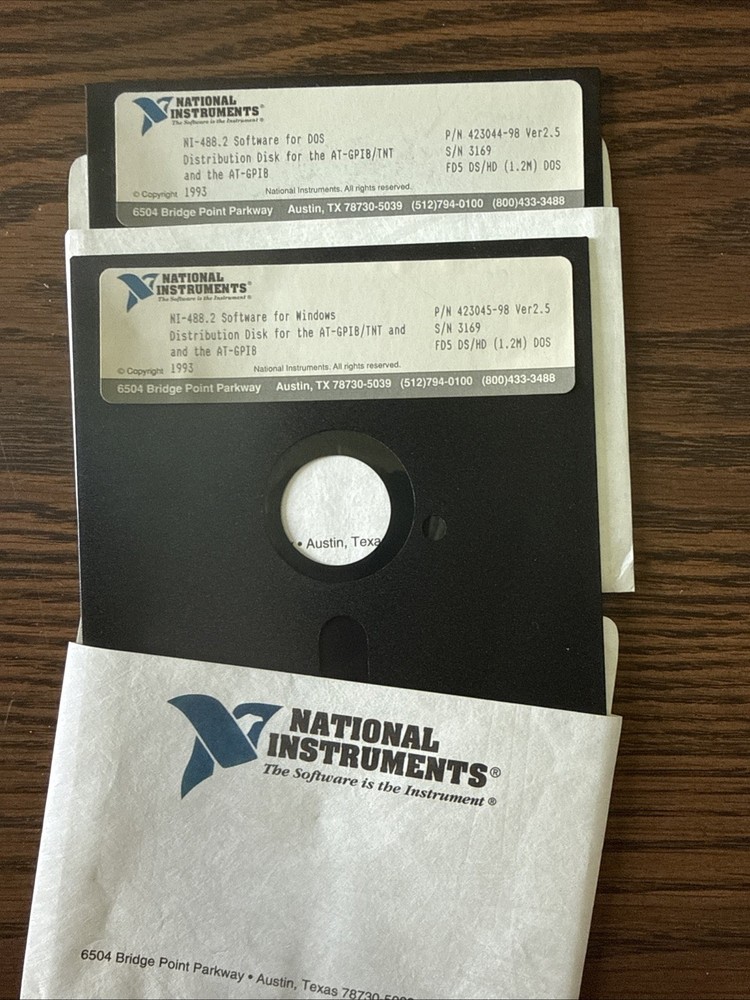 NATIONAL
INSTRUMENTS®
The Software is the Instrument®
NI-488.2 Software for DOS
Distribution Disk for the AT-GPIB/TNT
and the AT-GPIB
P/N 423044-98 Ver2.5
S/N 3169
FD5 DS/HD (1.2M) DOS
© Copyright 1993 National Instruments. All rights reserved.
6504 Bridge Point Parkway Austin, TX 78730-5039 (512)794-0100 (800)433-3488
NATIONAL
INSTRUMENTS®
The Software is the Instrument®
NI-488.2 Software for Windows
Distribution Disk for the AT-GPIB/TNT and
and the AT-GPIB
P/N 423045-98 Ver2.5
S/N 3169
FD5 DS/HD (1.2M) DOS
© Copyright 1993 National Instruments. All rights reserved.
6504 Bridge Point Parkway Austin, TX 78730-5039 (512)794-0100 (800)433-3488
• Austin, Texa
NATIONAL
INSTRUMENTS®
The Software is the Instrument®
6504 Bridge Point Parkway • Austin, Texas